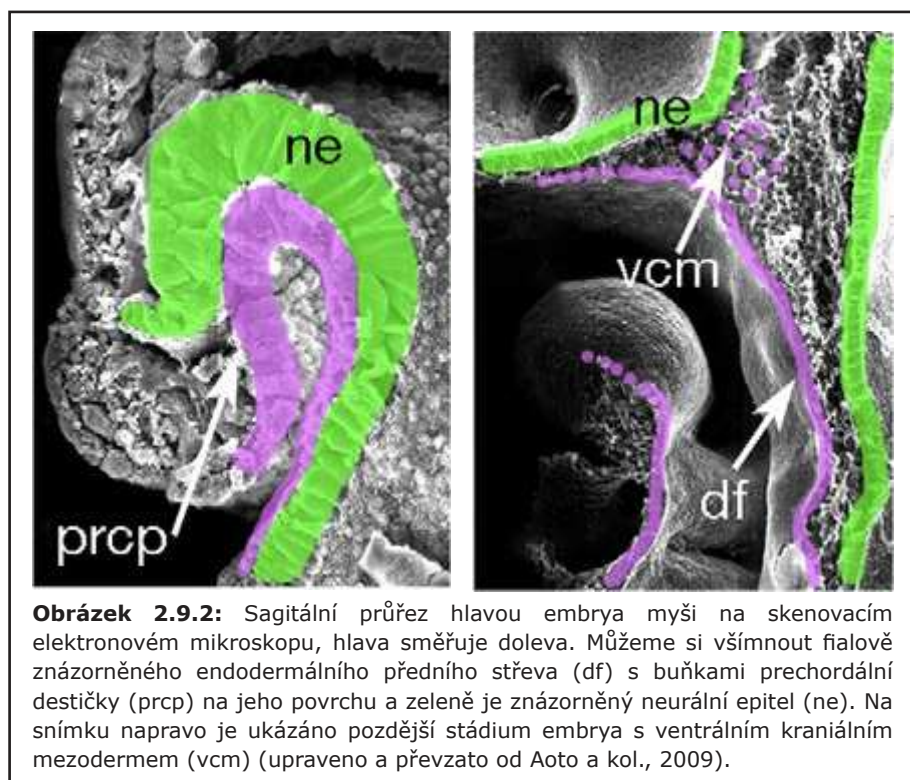 ne
prcp
ne
vcm
df
Obrázek 2.9.2: Sagitální průřez hlavou embrya myši na skenovacím
elektronovém mikroskopu, hlava směřuje doleva. Můžeme si všímnout fialově
znázorněného endodermálního předního střeva (df) s buňkami prechordální
destičky (prcp) na jeho povrchu a zeleně je znázorněný neurální epitel (ne). Na
snímku napravo je ukázáno pozdější stádium embrya s ventrálním kraniálním
mezodermem (vcm) (upraveno a převzato od Aoto a kol., 2009).